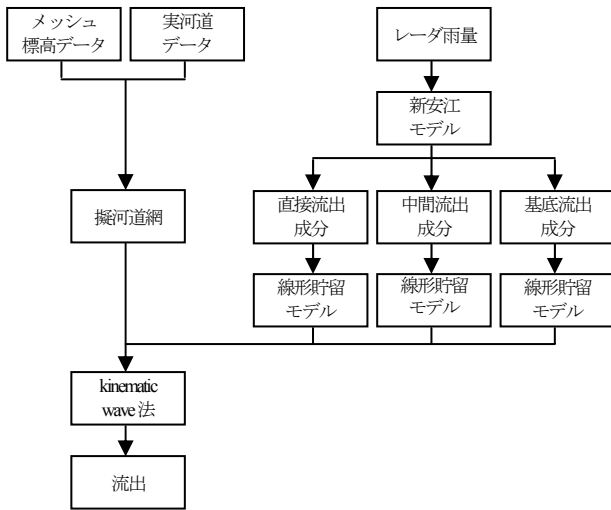 メッシュ
標高データ
実河道
データ
レーダ雨量
新安江
モデル
擬河道網
直接流出
成分
中間流出
成分
基底流出
成分
線形貯留
モデル
線形貯留
モデル
線形貯留
モデル
kinematic
wave 法
流出